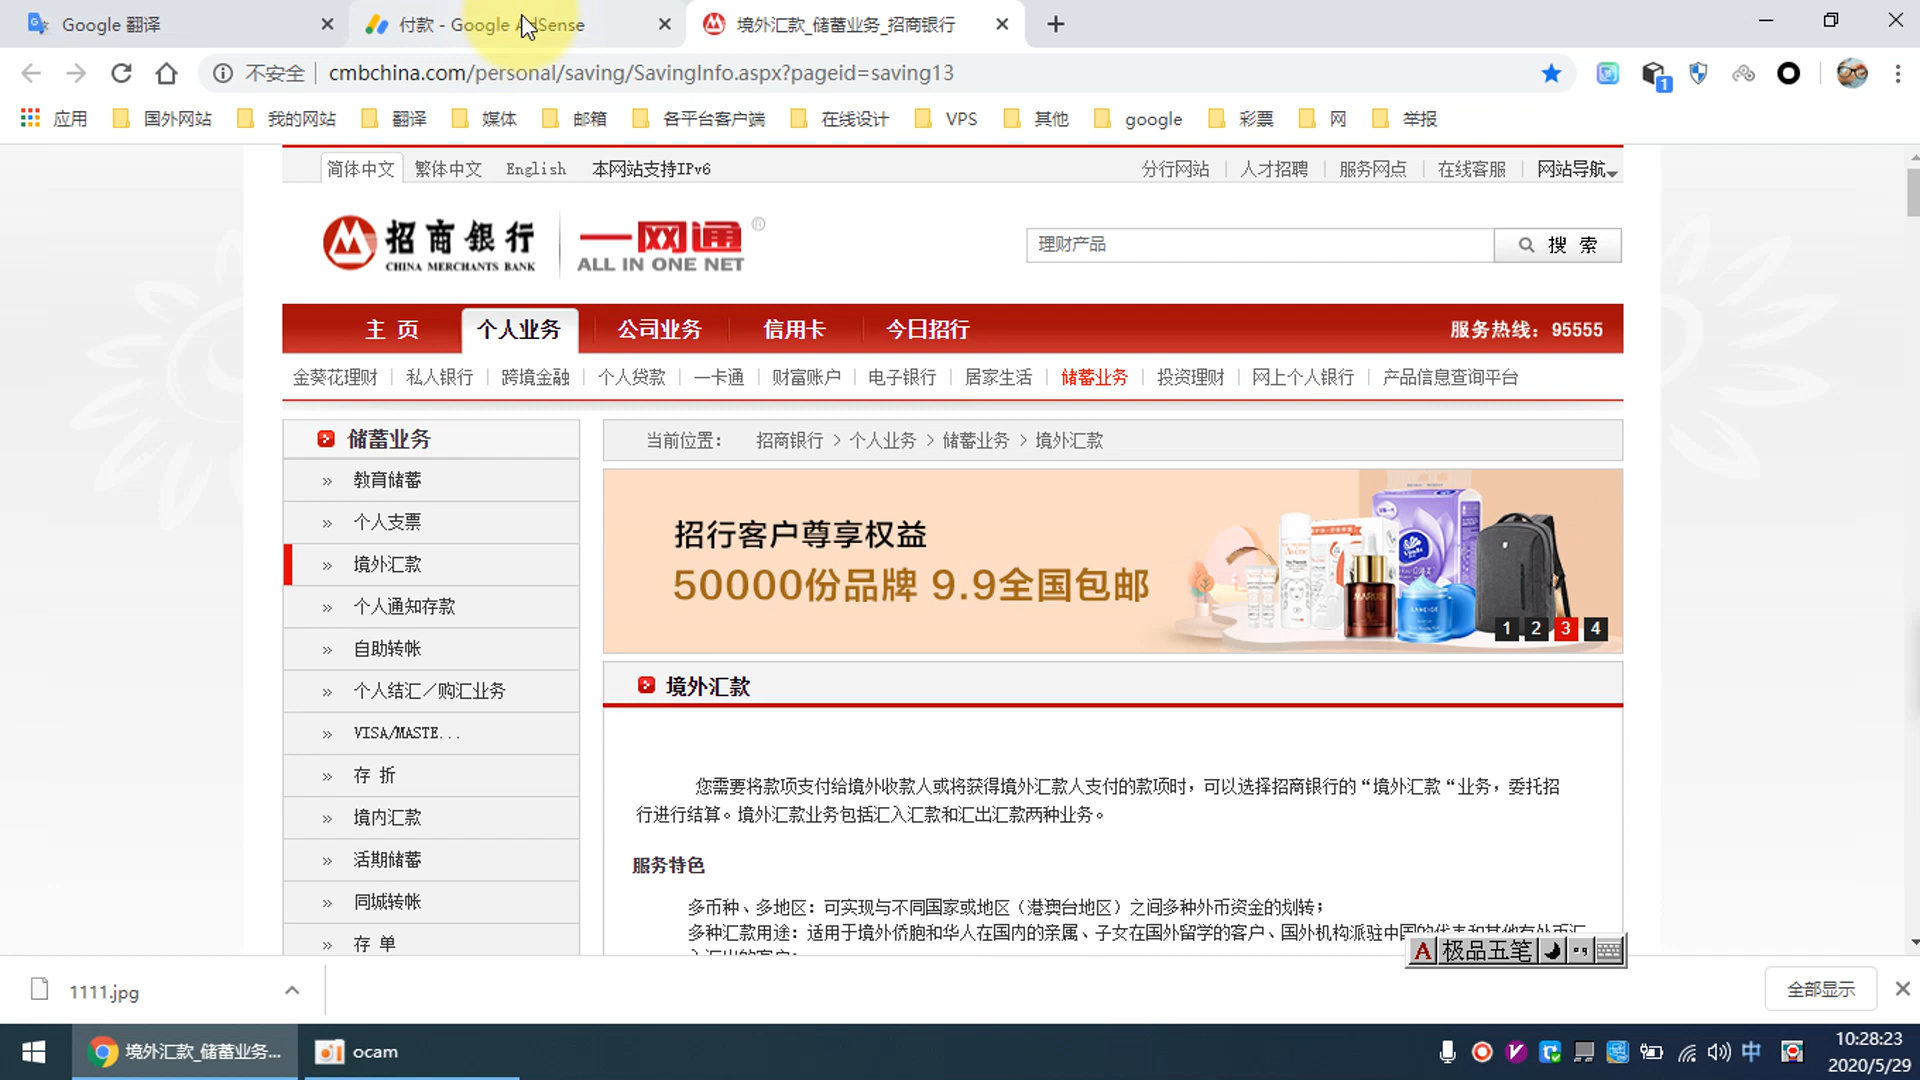 Google 翻译
付款 - Google AdSense
境外汇款_储蓄业务_招商银行
不安全
cmbchina.com/personal/saving/SavingInfo.aspx?pageid=saving13
1
应用
国外网站
我的网站
翻译
媒体
邮箱
各平台客户端
在线设计
VPS
其他
google
彩票
网
举报
简体中文
繁体中文
English
本网站支持IPv6
分行网站
人才招聘
服务网点
在线客服
网站导航
招商银行
CHINA MERCHANTS BANK
一网通
ALL IN ONE NET
®
理财产品
搜 索
主 页
个人业务
公司业务
信用卡
今日招行
服务热线：95555
金葵花理财
私人银行
跨境金融
个人贷款
一卡通
财富账户
电子银行
居家生活
储蓄业务
投资理财
网上个人银行
产品信息查询平台
储蓄业务
» 教育储蓄
» 个人支票
» 境外汇款
» 个人通知存款
» 自助转帐
» 个人结汇／购汇业务
» VISA/MASTE...
» 存 折
» 境内汇款
» 活期储蓄
» 同城转帐
» 存 单
当前位置： 招商银行 > 个人业务 > 储蓄业务 > 境外汇款
招行客户尊享权益
50000份品牌 9.9全国包邮
Avène
Vinda
MARUBI
LANEIGE
1 2 3 4
境外汇款
您需要将款项支付给境外收款人或将获得境外汇款人支付的款项时，可以选择招商银行的“境外汇款“业务，委托招
行进行结算。境外汇款业务包括汇入汇款和汇出汇款两种业务。
服务特色
多币种、多地区：可实现与不同国家或地区（港澳台地区）之间多种外币资金的划转；
多种汇款用途：适用于境外侨胞和华人在国内的亲属、子女在国外留学的客户、国外机构派驻中国的代表和其他有外币汇
入汇出的客户；
A 极品五笔
1111.jpg
全部显示
境外汇款_储蓄业务...
ocam
中
10:28:23
2020/5/29